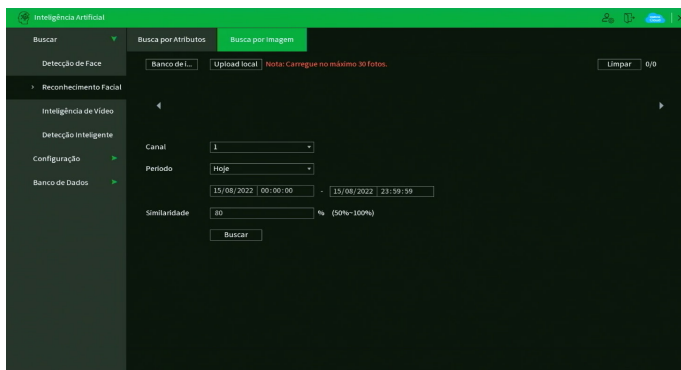 Inteligência Artificial
Buscar
Busca por Atributos
Busca por Imagem
Detecção de Face
Banco de i...
Upload local
Nota: Carregue no máximo 30 fotos.
Limpar
0/0
> Reconhecimento Facial
Inteligência de Vídeo
Detecção Inteligente
Canal
1
Configuração
Período
Hoje
Banco de Dados
15/08/2022 00:00:00 - 15/08/2022 23:59:59
Similaridade
80
% (50%~100%)
Buscar